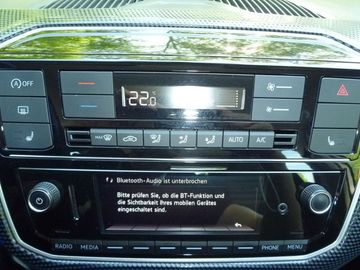 OFF
22.0
MAX
AUTO
A/C
Bluetooth-Audio ist unterbrochen
Bitte prüfen Sie, ob die BT-Funktion und
die Sichtbarkeit Ihres mobilen Gerätes
eingeschaltet sind.
RADIO MEDIA PHONE MENU